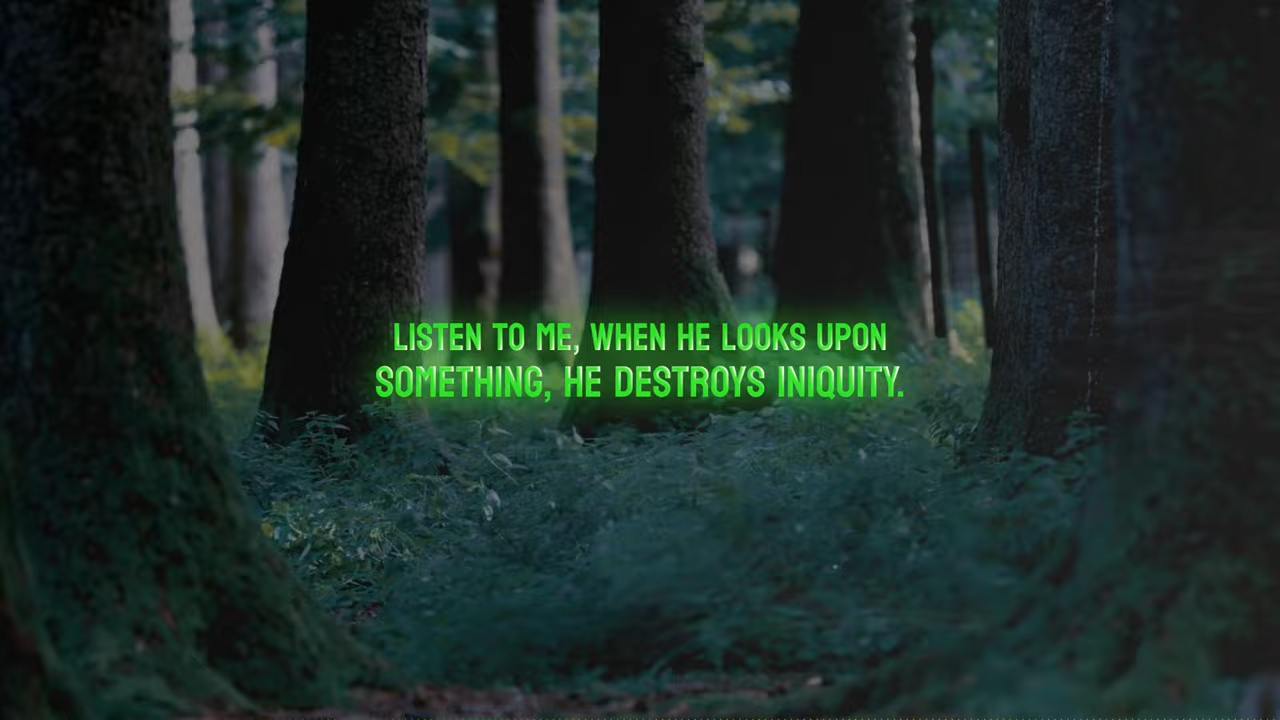 LISTEN TO ME, WHEN HE LOOKS UPON
SOMETHING, HE DESTROYS INIQUITY.